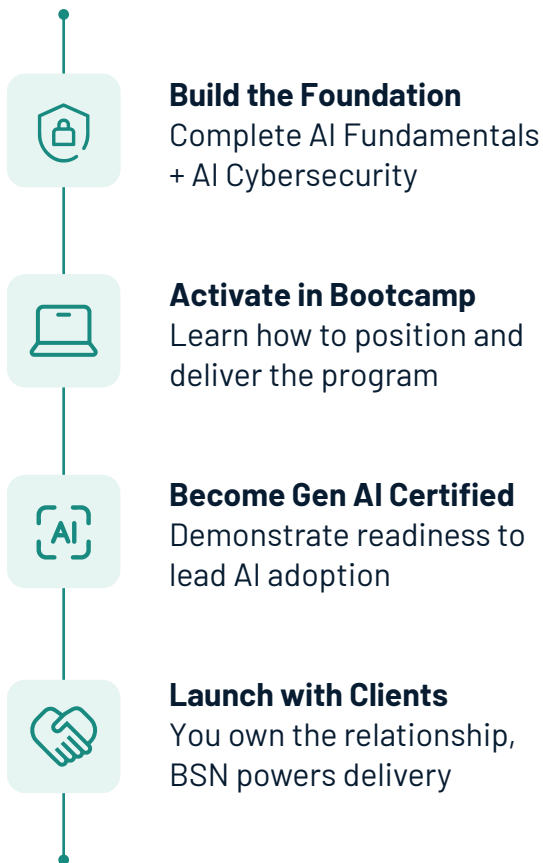 Build the Foundation
Complete AI Fundamentals
+ AI Cybersecurity
Activate in Bootcamp
Learn how to position and
deliver the program
AI
Become Gen AI Certified
Demonstrate readiness to
lead AI adoption
Launch with Clients
You own the relationship,
BSN powers delivery